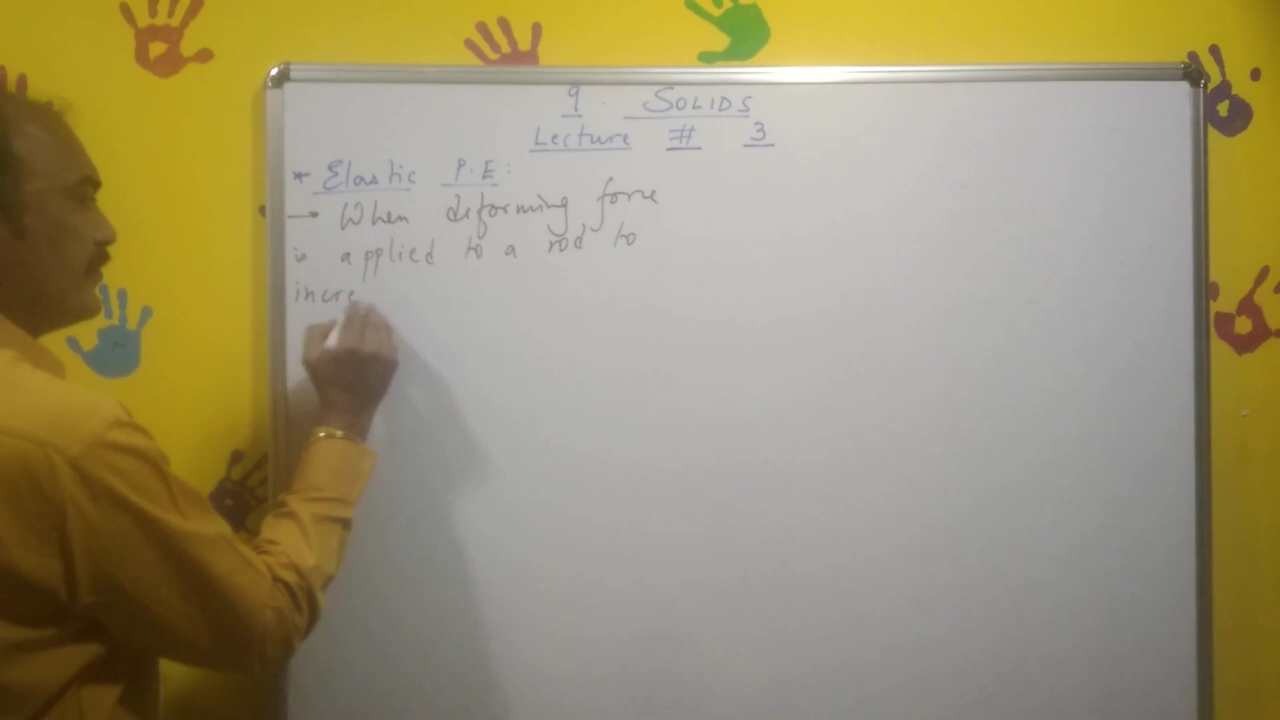 9. SOLIDS
Lecture # 3
* Elastic P.E:
→ When deforming force
is applied to a rod to
incre